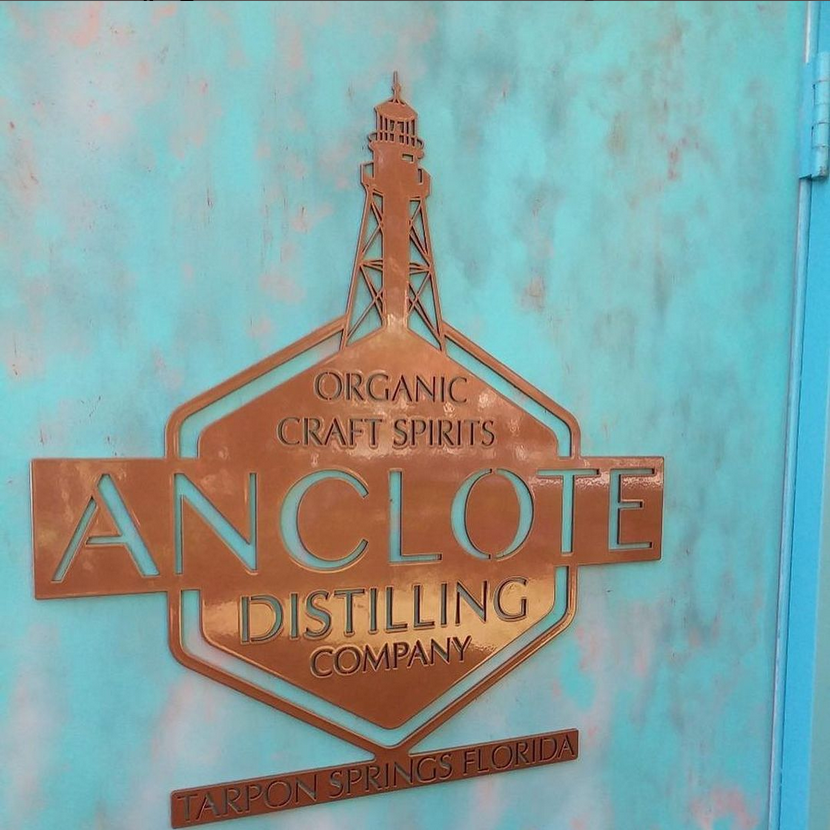 ORGANIC
CRAFT SPIRITS
ANCLOTE
DISTILLING
COMPANY
TARPON SPRINGS FLORIDA